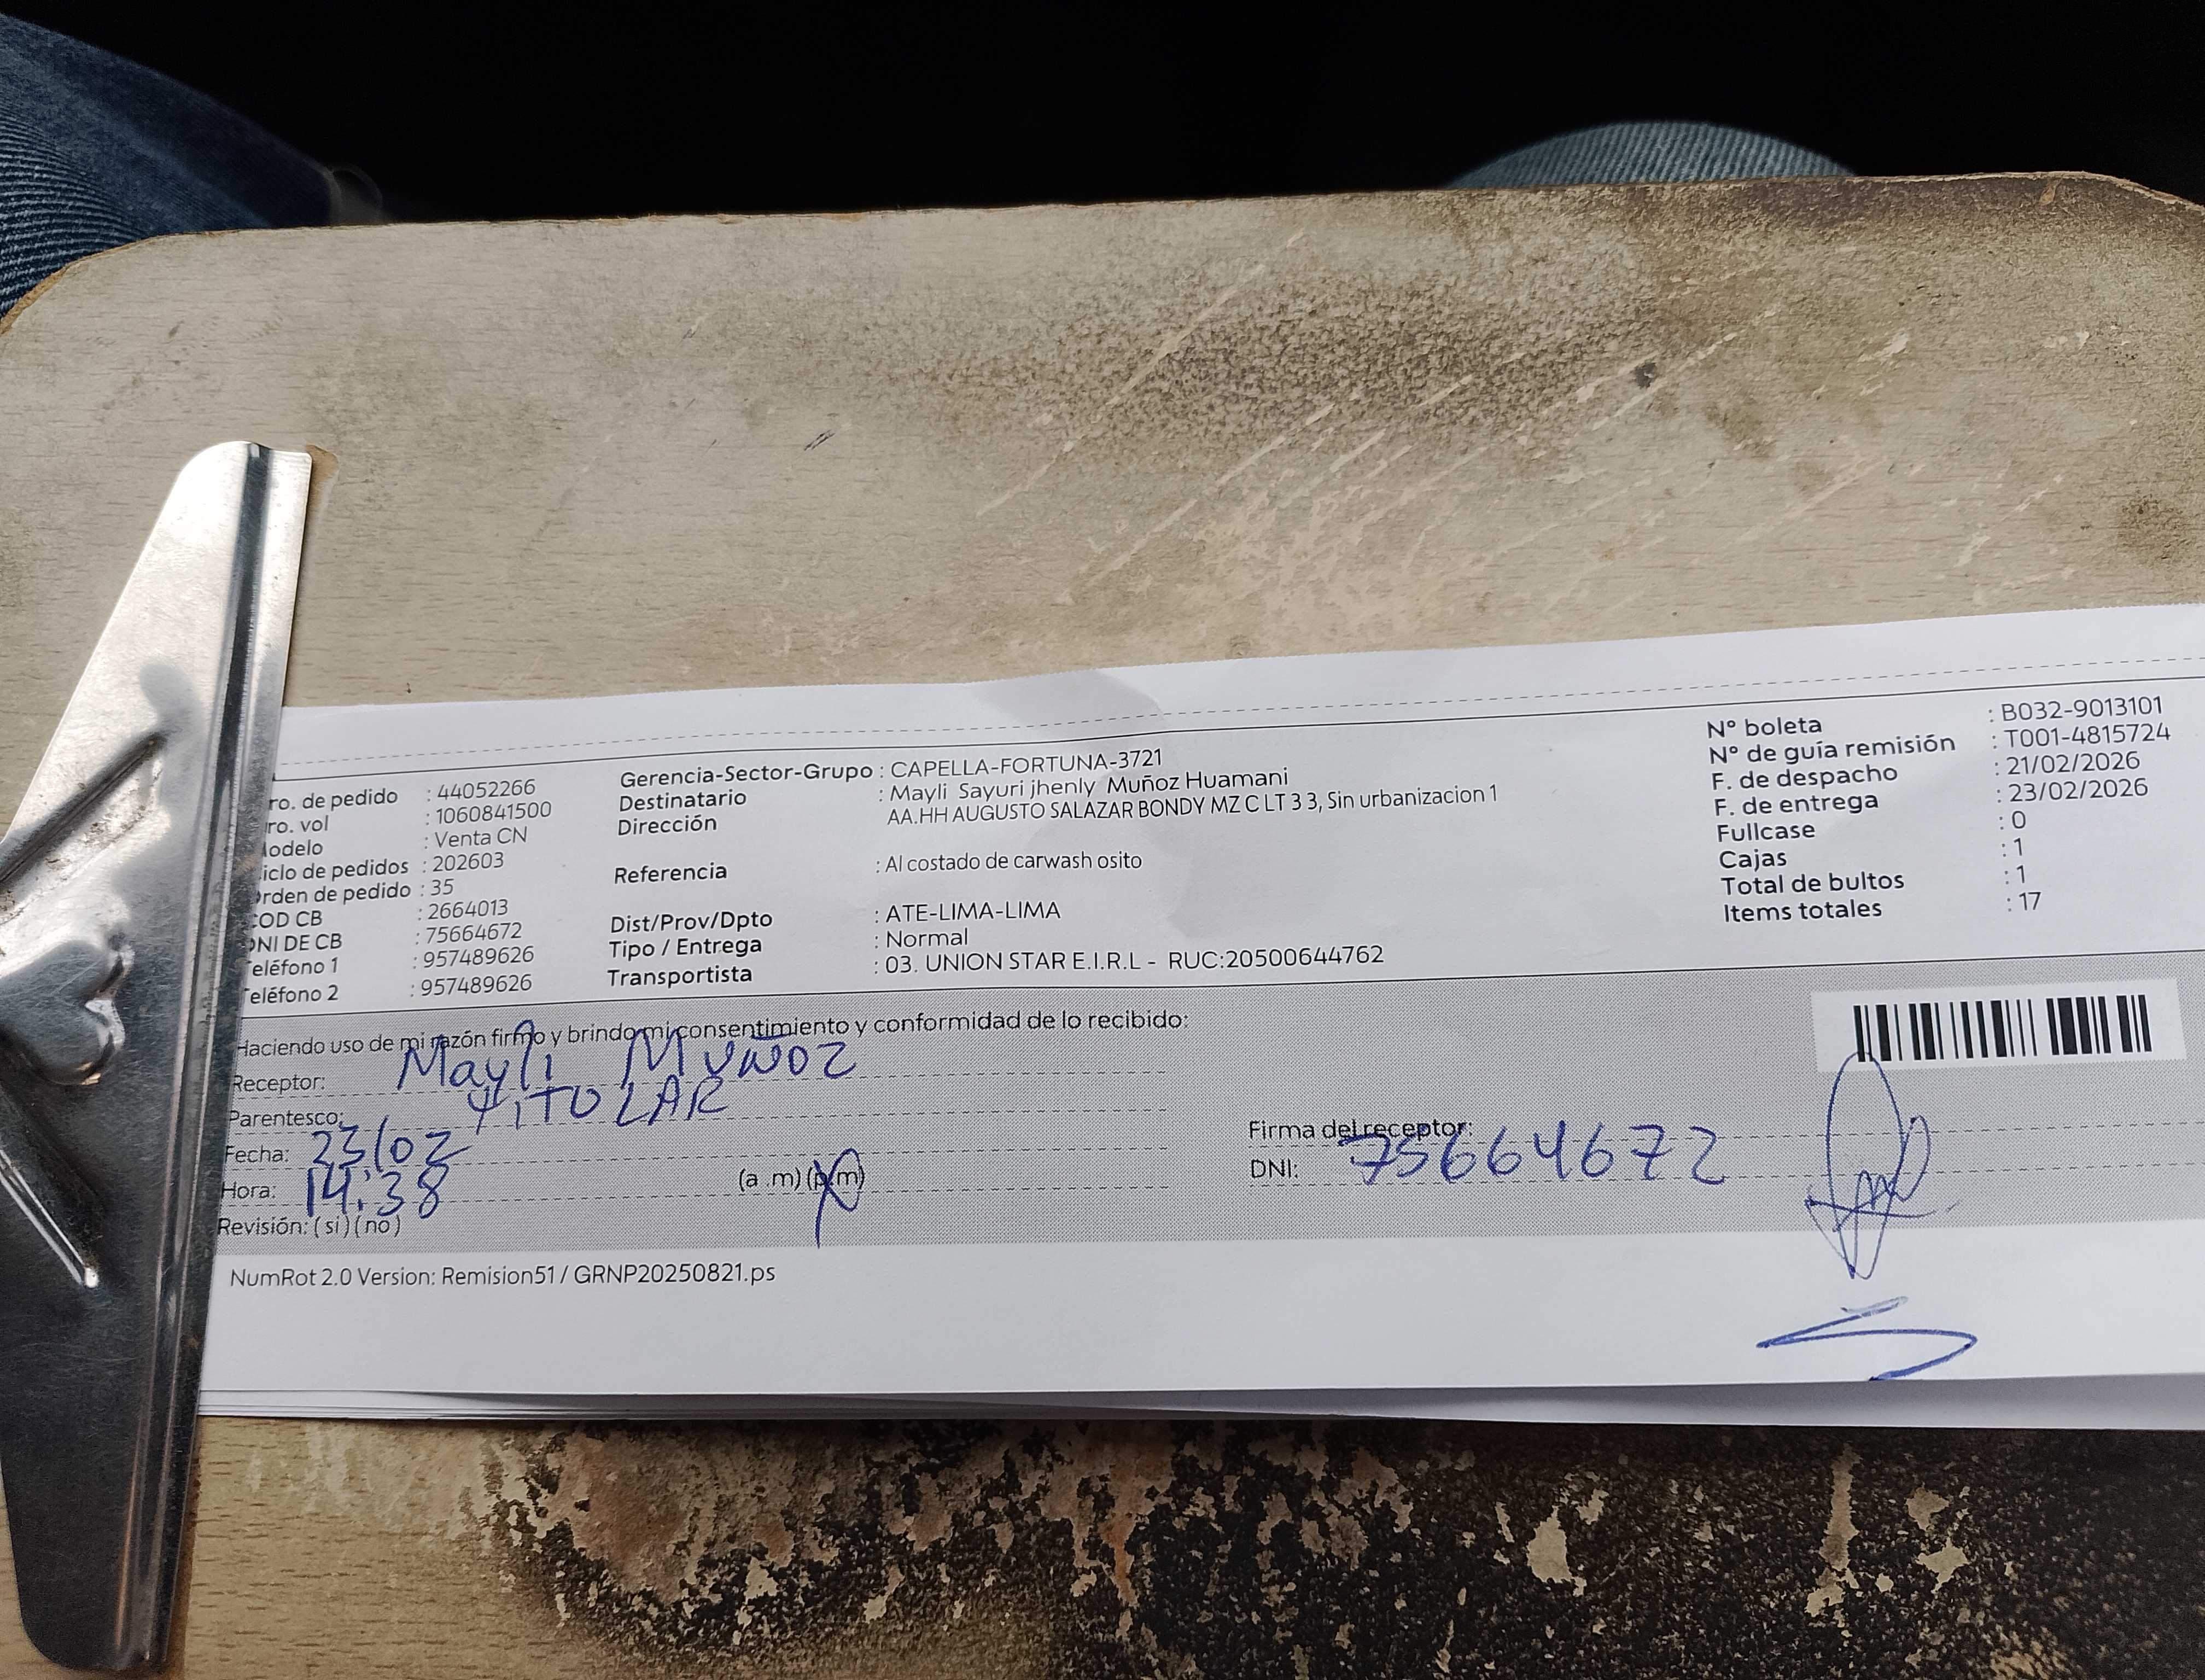 ro. de pedido : 44052266
ro. vol : 1060841500
odelo : Venta CN
iclo de pedidos : 202603
rden de pedido : 35
COD CB : 2664013
DNI DE CB : 75664672
Teléfono 1 : 957489626
Teléfono 2 : 957489626
Gerencia-Sector-Grupo : CAPELLA-FORTUNA-3721
Destinatario : Mayli Sayuri jhenly Muñoz Huamani
Dirección AA.HH AUGUSTO SALAZAR BONDY MZ C LT 3 3, Sin urbanizacion 1
Referencia : Al costado de carwash osito
Dist/Prov/Dpto : ATE-LIMA-LIMA
Tipo / Entrega : Normal
Transportista : 03. UNION STAR E.I.R.L - RUC:20500644762
N° boleta : B032-9013101
N° de guía remisión : T001-4815724
F. de despacho : 21/02/2026
F. de entrega : 23/02/2026
Fullcase : 0
Cajas : 1
Total de bultos : 1
Items totales : 17
Haciendo uso de mi razón firmo y brindo mi consentimiento y conformidad de lo recibido:
Receptor: Mayli Muñoz
Parentesco: TITULAR
Fecha: 23/02
Hora: 14:38 (a .m) (p.m)
Revisión: ( si ) ( no )
Firma del receptor:
DNI: 75664672
NumRot 2.0 Version: Remision51 / GRNP20250821.ps